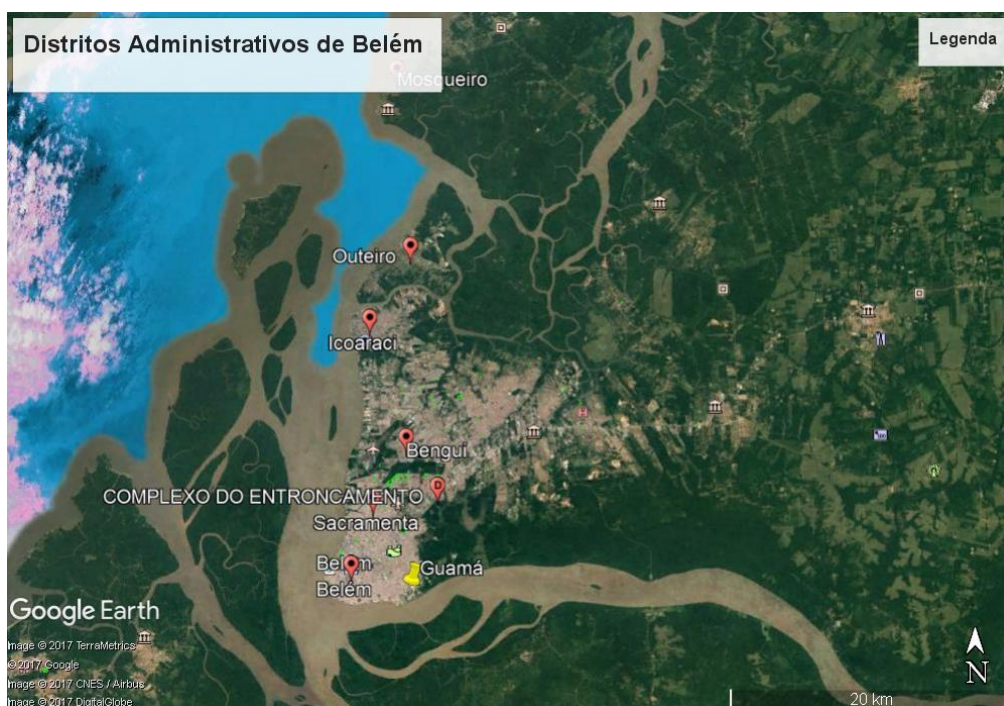 Distritos Administrativos de Belém
Legenda
Mosqueiro
Outeiro
Icoaraci
Bengui
COMPLEXO DO ENTRONCAMENTO
D
Sacramenta
Belém
Guamá
Belém
Google Earth
Image © 2017 TerraMetrics
© 2017 Google
Image © 2017 CNES / Airbus
Image © 2017 DigitalGlobe
N
20 km